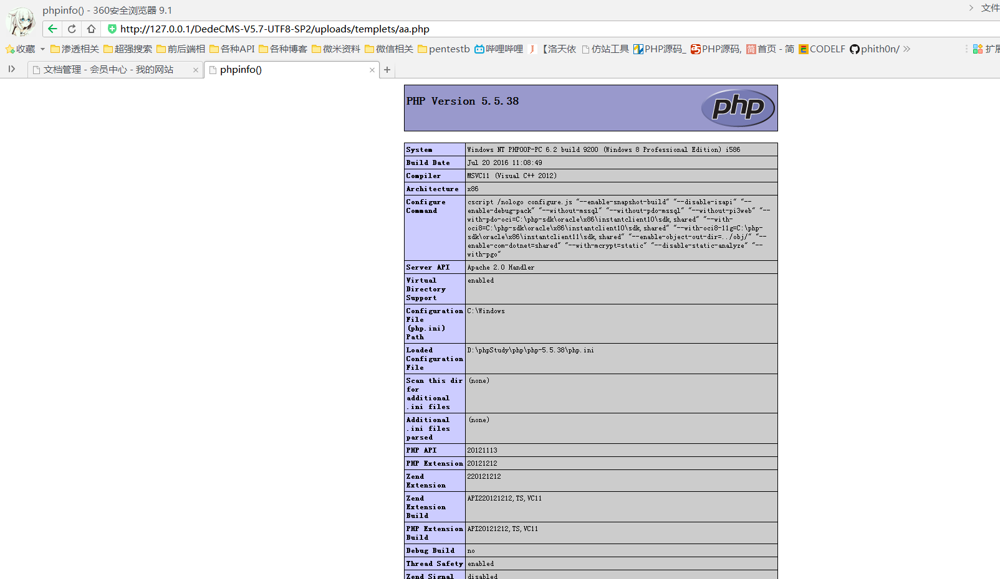 phpinfo() - 360安全浏览器 9.1
文件
http://127.0.0.1/DedeCMS-V5.7-UTF8-SP2/uploads/templets/aa.php
收藏 渗透相关 超强搜索 前后端相 各种API 各种博客 微米资料 微信相关 pentestb 哔哩哔哩 【洛天依 仿站工具 PHP源码_ PHP源码, 简 首页 - 简 E CODELF phith0n/ 扩展
文档管理 - 会员中心 - 我的网站
phpinfo()
PHP Version 5.5.38
php
System Windows NT PHPOOP-PC 6.2 build 9200 (Windows 8 Professional Edition) i586
Build Date Jul 20 2016 11:08:49
Compiler MSVC11 (Visual C++ 2012)
Architecture x86
Configure cscript /nologo configure.js "--enable-snapshot-build" "--disable-isapi" "--
Command enable-debug-pack" "--without-mssql" "--without-pdo-mssql" "--without-pi3web" "--
with-pdo-oci=C:\php-sdk\oracle\x86\instantclient10\sdk,shared" "--with-
oci8=C:\php-sdk\oracle\x86\instantclient10\sdk,shared" "--with-oci8-11g=C:\php-
sdk\oracle\x86\instantclient11\sdk,shared" "--enable-object-out-dir=../obj/" "--
enable-com-dotnet=shared" "--with-mcrypt=static" "--disable-static-analyze" "--
with-pgo"
Server API Apache 2.0 Handler
Virtual enabled
Directory
Support
Configuration C:\Windows
File
(php.ini)
Path
Loaded D:\phpStudy\php\php-5.5.38\php.ini
Configuration
File
Scan this dir (none)
for
additional
.ini files
Additional (none)
.ini files
parsed
PHP API 20121113
PHP Extension 20121212
Zend 220121212
Extension
Zend API220121212,TS,VC11
Extension
Build
PHP Extension API20121212,TS,VC11
Build
Debug Build no
Thread Safety enabled
Zend Signal disabled